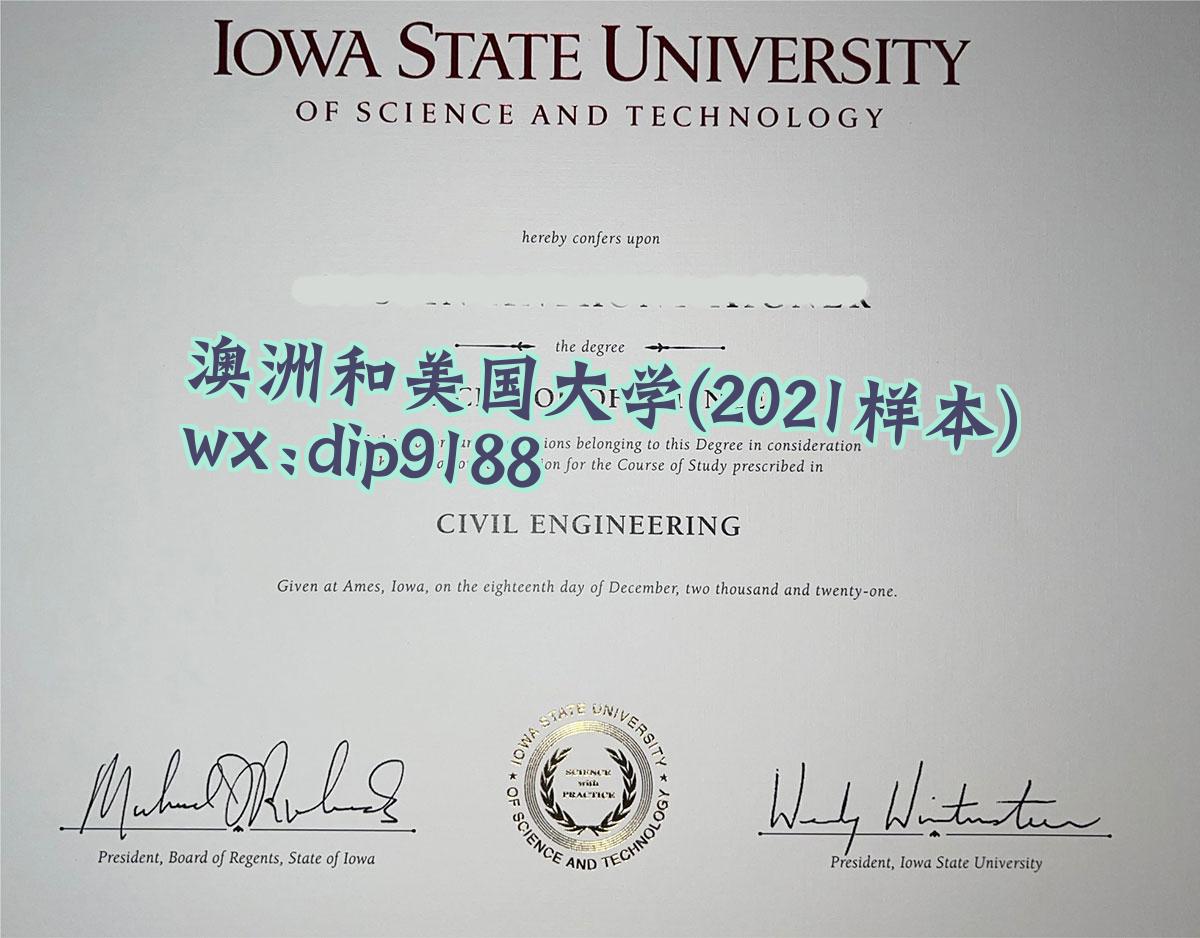 IOWA STATE UNIVERSITY
OF SCIENCE AND TECHNOLOGY
hereby confers upon
the degree
澳洲和美国大学(2021样本)
wx:dip9188
belonging to this Degree in consideration
for the Course of Study prescribed in
CIVIL ENGINEERING
Given at Ames, Iowa, on the eighteenth day of December, two thousand and twenty-one.
IOWA STATE UNIVERSITY
SCIENCE
with
PRACTICE
OF SCIENCE AND TECHNOLOGY
President, Board of Regents, State of Iowa
President, Iowa State University